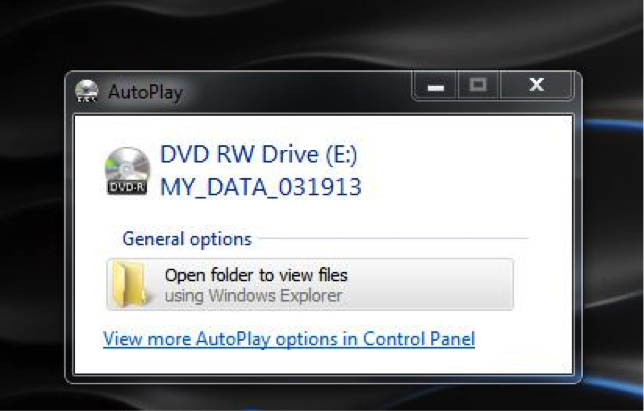 AutoPlay
DVD RW Drive (E:)
MY_DATA_031913
DVD-R
General options
Open folder to view files
using Windows Explorer
View more AutoPlay options in Control Panel